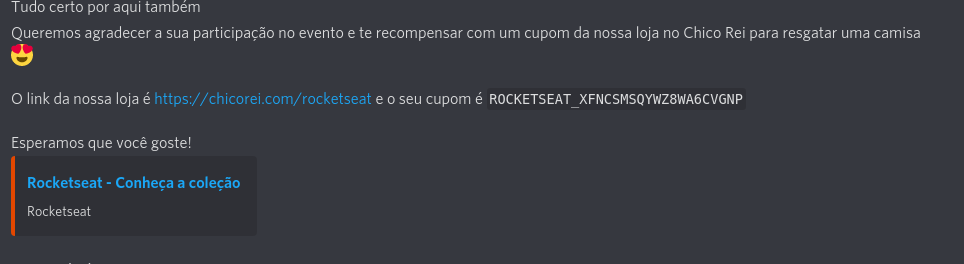 Tudo certo por aqui também
Queremos agradecer a sua participação no evento e te recompensar com um cupom da nossa loja no Chico Rei para resgatar uma camisa
O link da nossa loja é https://chicorei.com/rocketseat e o seu cupom é ROCKETSEAT_XFNCSMSQYWZ8WA6CVGNP
Esperamos que você goste!
Rocketseat - Conheça a coleção
Rocketseat